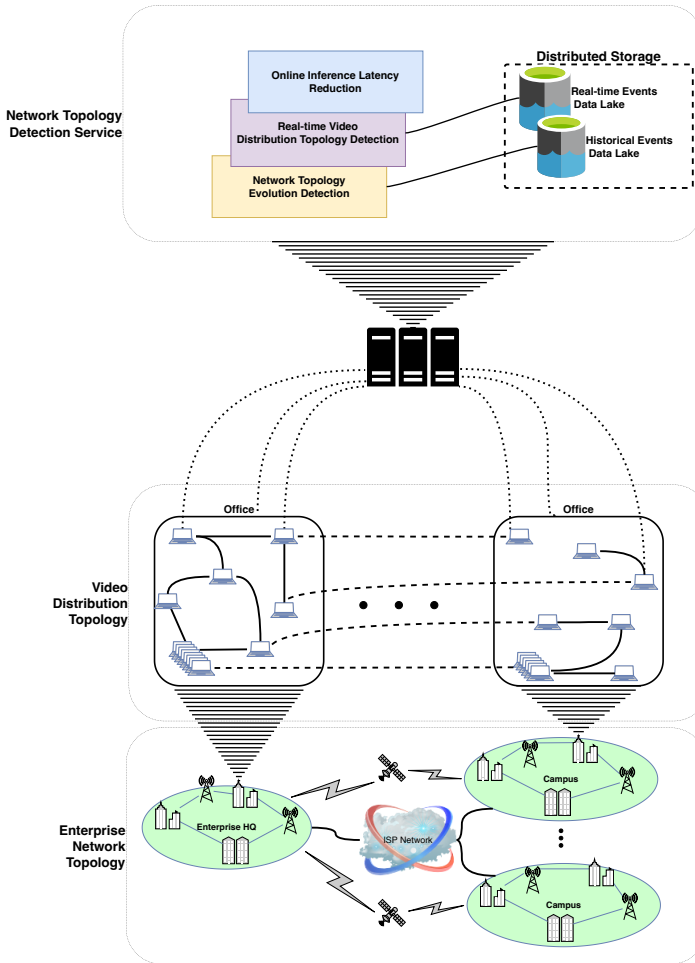 Network Topology
Detection Service
Online Inference Latency
Reduction
Real-time Video
Distribution Topology Detection
Network Topology
Evolution Detection
Distributed Storage
Real-time Events
Data Lake
Historical Events
Data Lake
Office
Office
Video
Distribution
Topology
Enterprise
Network
Topology
Enterprise HQ
ISP Network
Campus
Campus